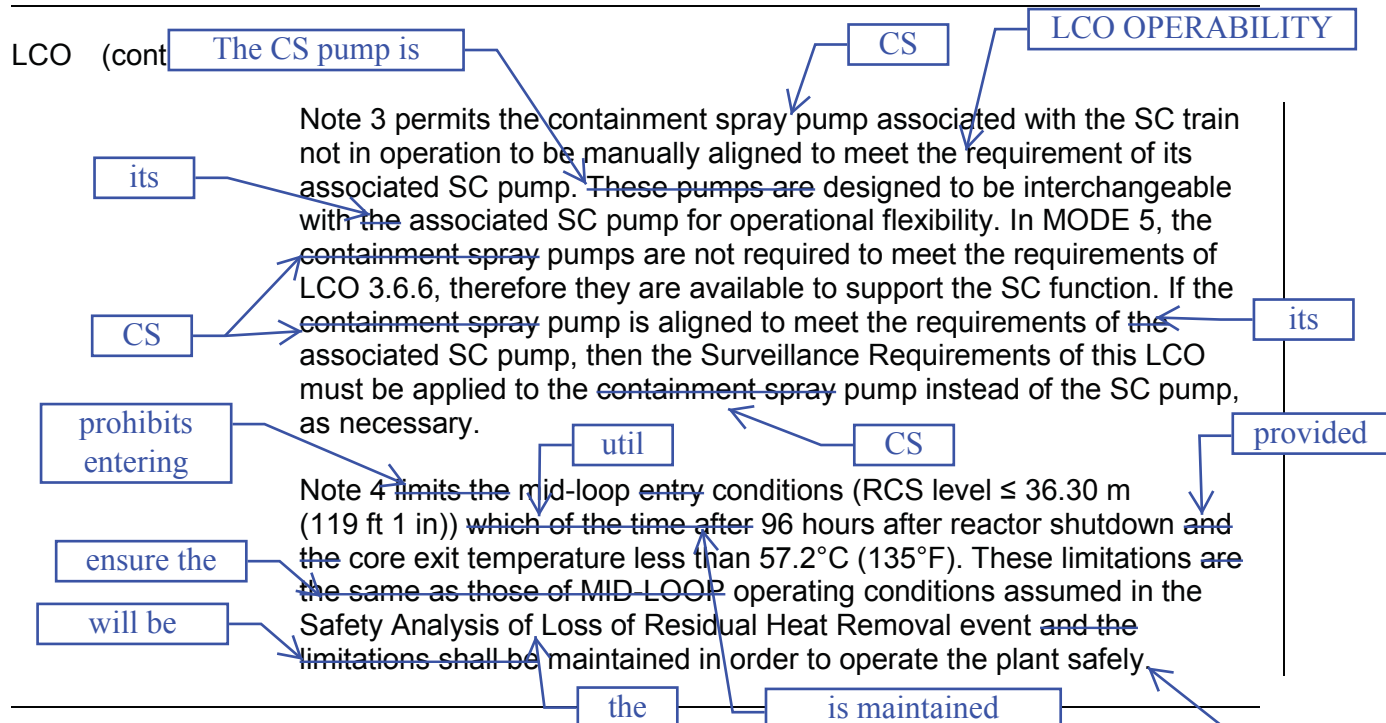 LCO (cont
The CS pump is
CS
LCO OPERABILITY
Note 3 permits the containment spray pump associated with the SC train
not in operation to be manually aligned to meet the requirement of its
its
associated SC pump. These pumps are designed to be interchangeable
with the associated SC pump for operational flexibility. In MODE 5, the
containment spray pumps are not required to meet the requirements of
LCO 3.6.6, therefore they are available to support the SC function. If the
CS
containment spray pump is aligned to meet the requirements of the
its
associated SC pump, then the Surveillance Requirements of this LCO
must be applied to the containment spray pump instead of the SC pump,
as necessary.
prohibits
entering
util
CS
provided
Note 4 limits the mid-loop entry conditions (RCS level ≤ 36.30 m
(119 ft 1 in)) which of the time after 96 hours after reactor shutdown and
the core exit temperature less than 57.2°C (135°F). These limitations are
ensure the
the same as those of MID-LOOP operating conditions assumed in the
will be
Safety Analysis of Loss of Residual Heat Removal event and the
limitations shall be maintained in order to operate the plant safely.
the
is maintained